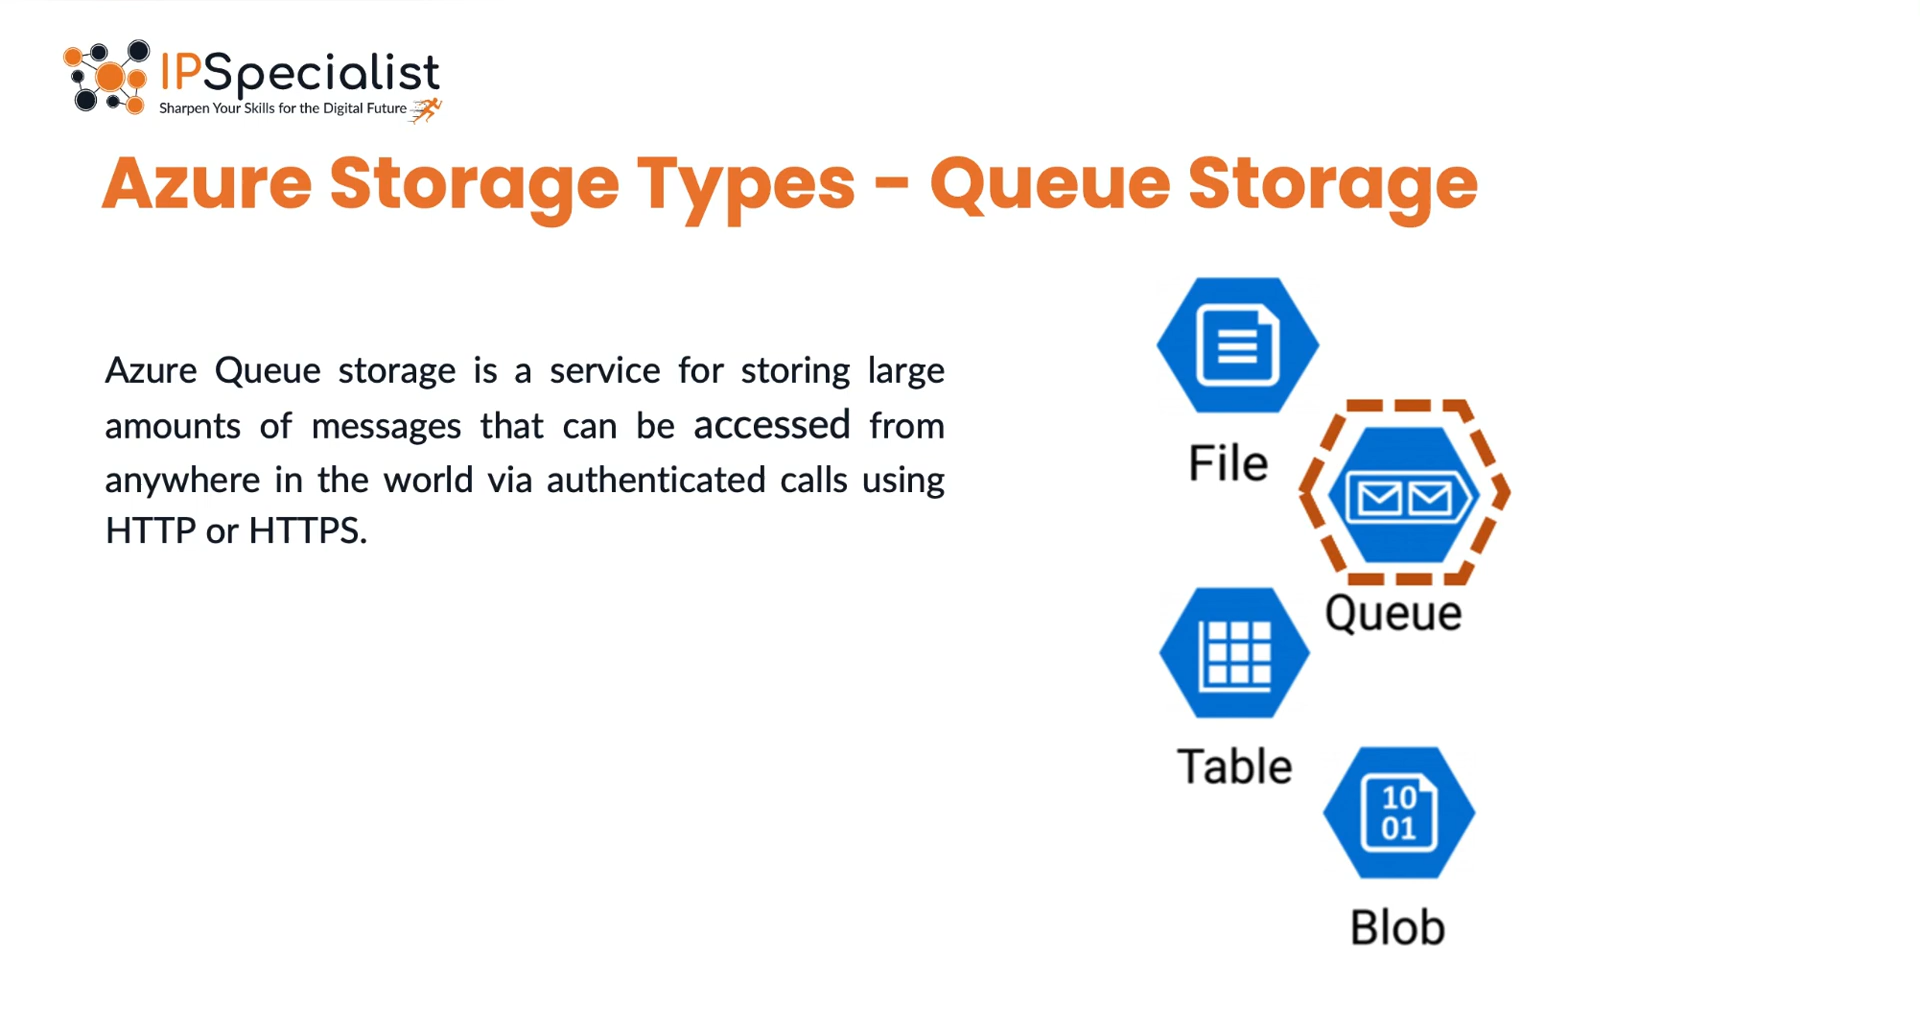 IPSpecialist
Sharpen Your Skills for the Digital Future
Azure Storage Types - Queue Storage
Azure Queue storage is a service for storing large
amounts of messages that can be accessed from
anywhere in the world via authenticated calls using
HTTP or HTTPS.
File
Queue
Table
10
01
Blob